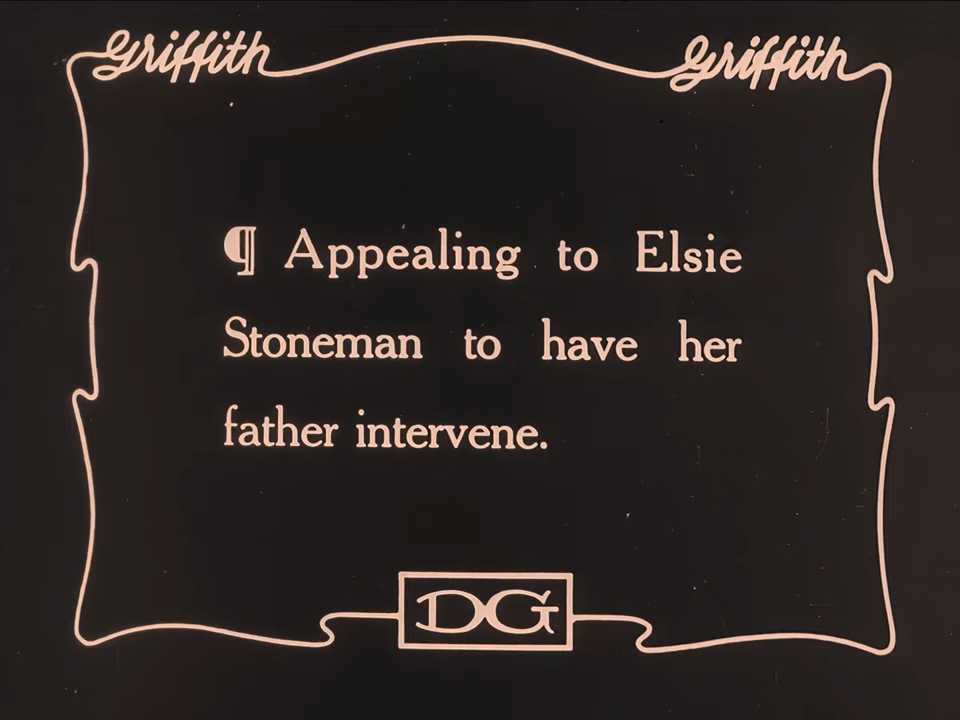 Griffith Griffith
¶ Appealing to Elsie
Stoneman to have her
father intervene.
DG